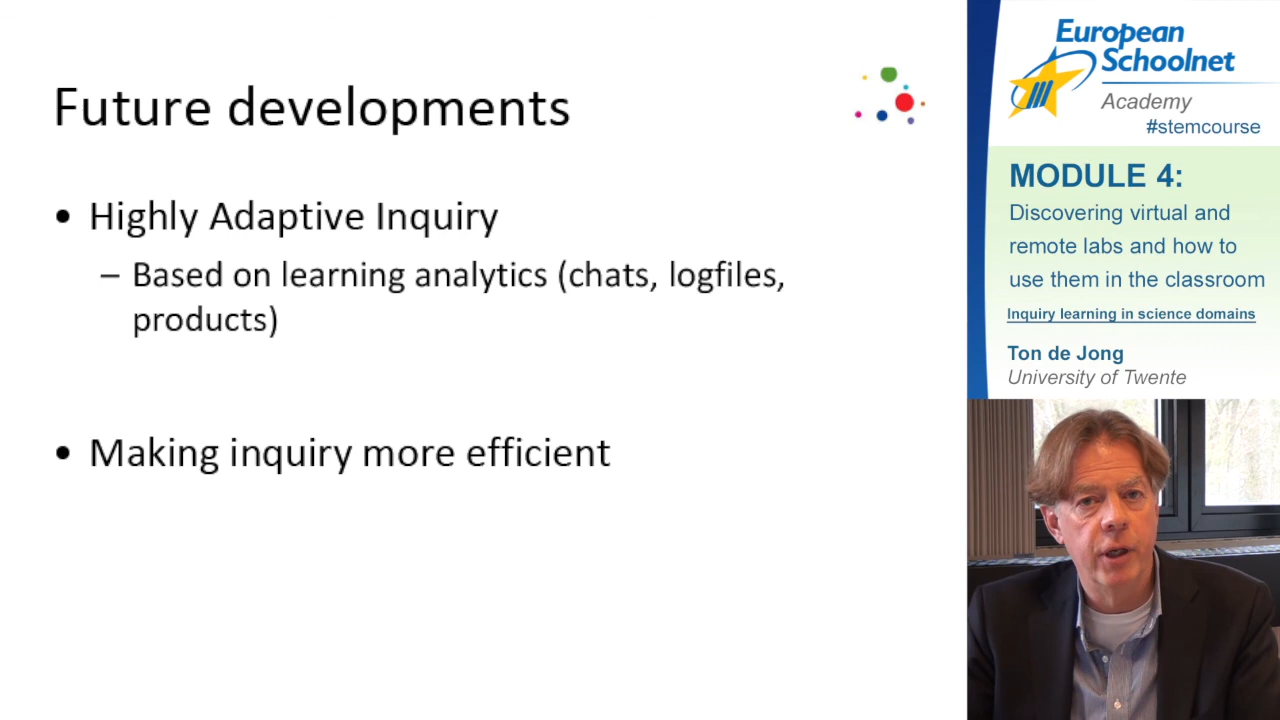 Future developments
• Highly Adaptive Inquiry
– Based on learning analytics (chats, logfiles,
products)
• Making inquiry more efficient
European
Schoolnet
Academy
#stemcourse
MODULE 4:
Discovering virtual and
remote labs and how to
use them in the classroom
Inquiry learning in science domains
Ton de Jong
University of Twente